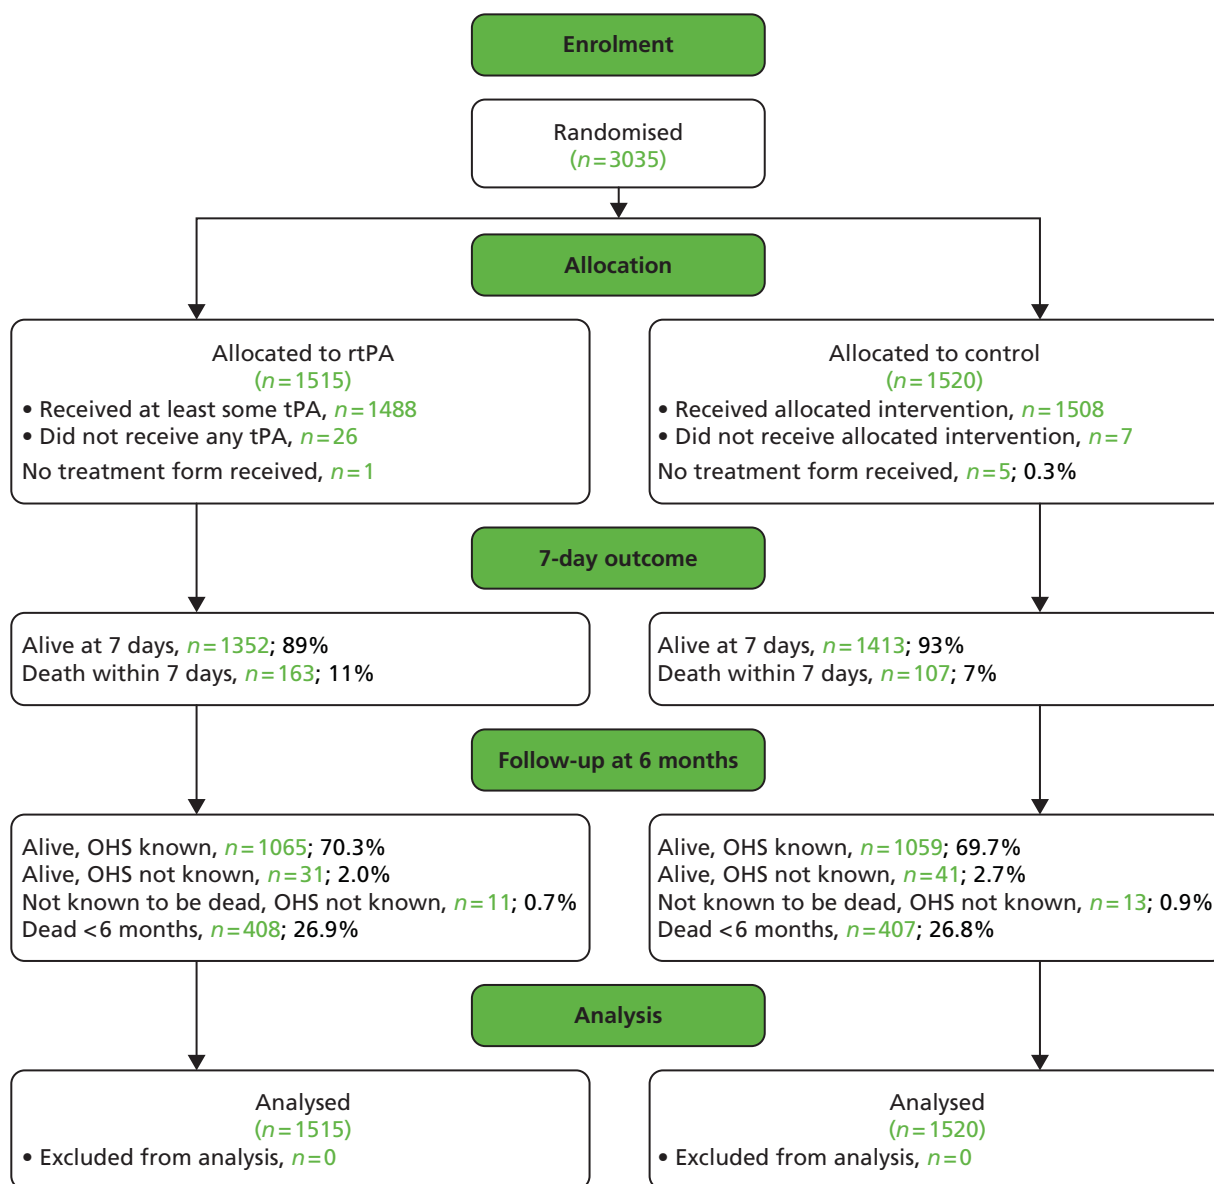 Enrolment
Randomised
(n=3035)
Allocation
Allocated to rtPA
(n=1515)
• Received at least some tPA, n=1488
• Did not receive any tPA, n=26
No treatment form received, n=1
Allocated to control
(n=1520)
• Received allocated intervention, n=1508
• Did not receive allocated intervention, n=7
No treatment form received, n=5; 0.3%
7-day outcome
Alive at 7 days, n=1352; 89%
Death within 7 days, n=163; 11%
Alive at 7 days, n=1413; 93%
Death within 7 days, n=107; 7%
Follow-up at 6 months
Alive, OHS known, n=1065; 70.3%
Alive, OHS not known, n=31; 2.0%
Not known to be dead, OHS not known, n=11; 0.7%
Dead <6 months, n=408; 26.9%
Alive, OHS known, n=1059; 69.7%
Alive, OHS not known, n=41; 2.7%
Not known to be dead, OHS not known, n=13; 0.9%
Dead <6 months, n=407; 26.8%
Analysis
Analysed
(n=1515)
• Excluded from analysis, n=0
Analysed
(n=1520)
• Excluded from analysis, n=0